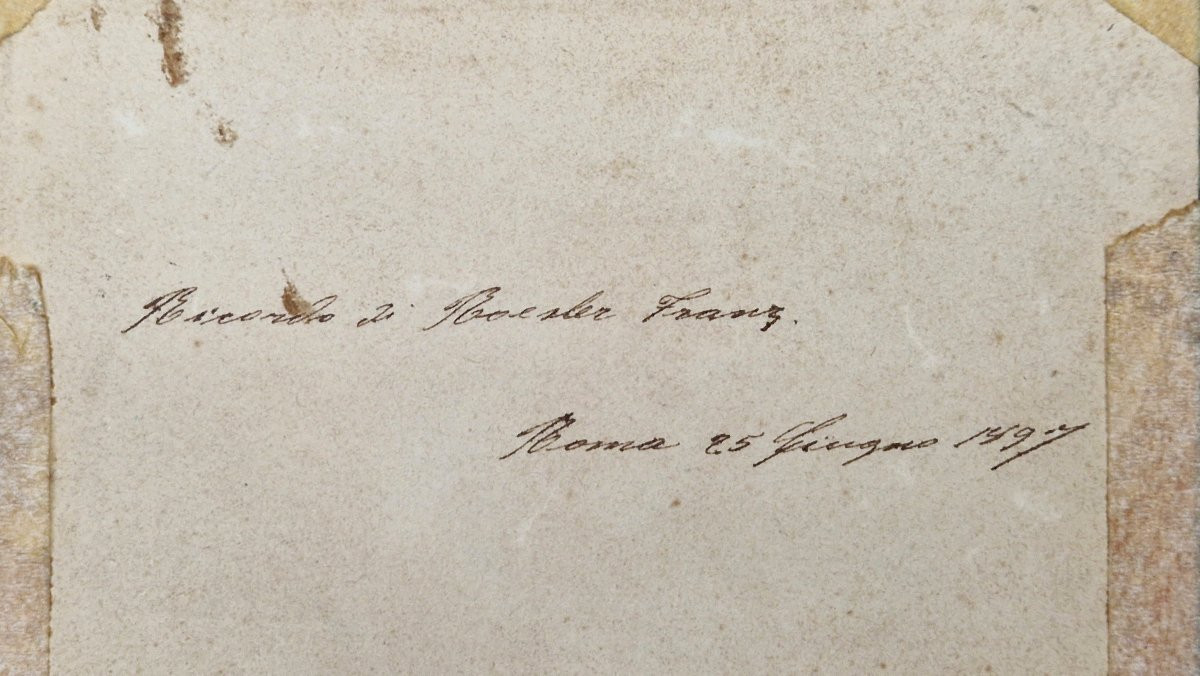 Ricordo di Roesler Franz.
Roma 25 Giugno 1897